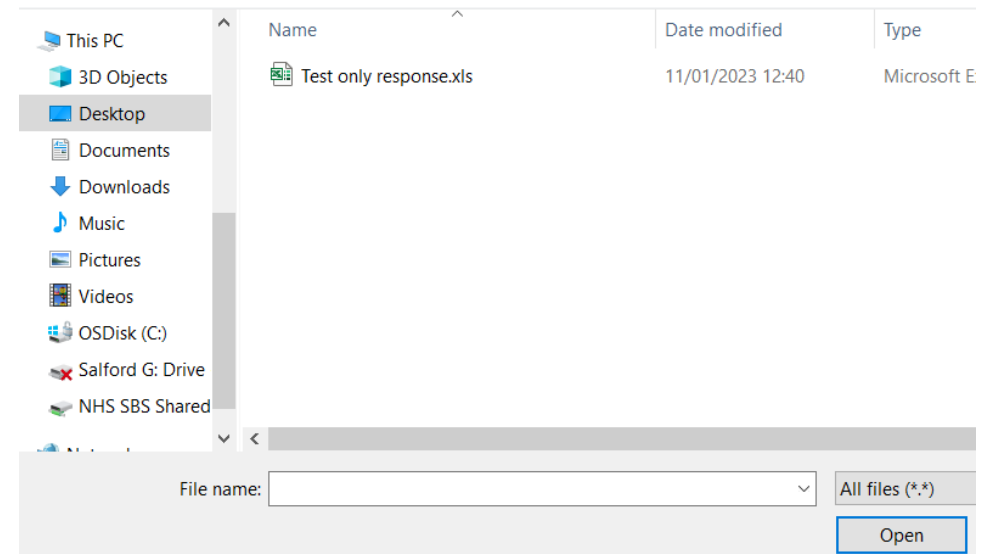 This PC
3D Objects
Desktop
Documents
Downloads
Music
Pictures
Videos
OSDisk (C:)
Salford G: Drive
NHS SBS Shared
Name Date modified Type
Test only response.xls 11/01/2023 12:40 Microsoft E
File name: All files (*.*)
Open